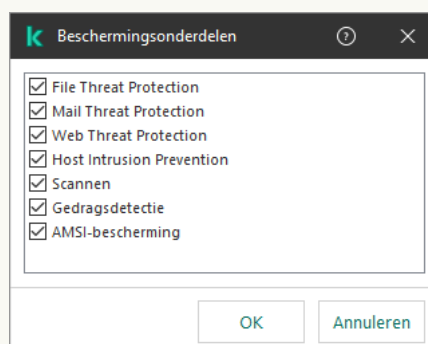 Beschermingsonderdelen
File Threat Protection
Mail Threat Protection
Web Threat Protection
Host Intrusion Prevention
Scannen
Gedragsdetectie
AMSI-bescherming
OK Annuleren